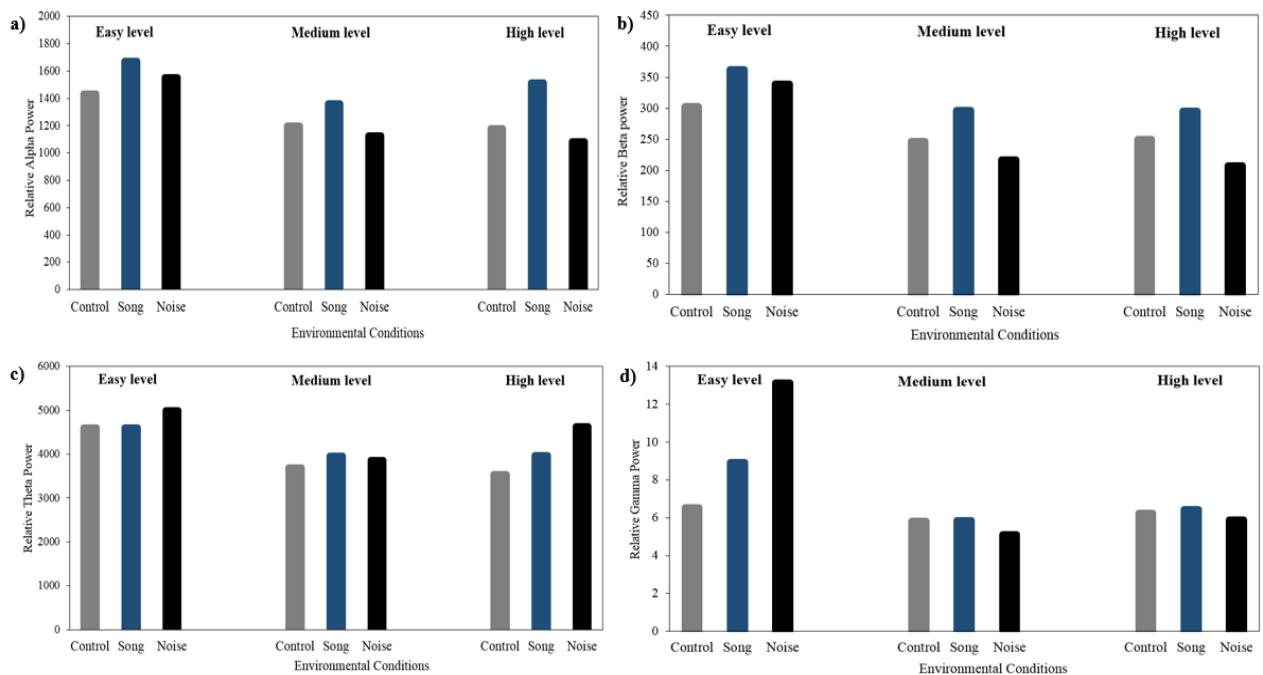 a)
Relative Alpha Power
2000
1800
1600
1400
1200
1000
800
600
400
200
0
Easy level
Medium level
High level
Control Song Noise
Control Song Noise
Control Song Noise
Environmental Conditions
b)
Relative Beta power
450
400
350
300
250
200
150
100
50
0
Easy level
Medium level
High level
Control Song Noise
Control Song Noise
Control Song Noise
Environmental Conditions
c)
Relative Theta Power
6000
5000
4000
3000
2000
1000
0
Easy level
Medium level
High level
Control Song Noise
Control Song Noise
Control Song Noise
Environmental Conditions
d)
Relative Gamma Power
14
12
10
8
6
4
2
0
Easy level
Medium level
High level
Control Song Noise
Control Song Noise
Control Song Noise
Environmental Conditions